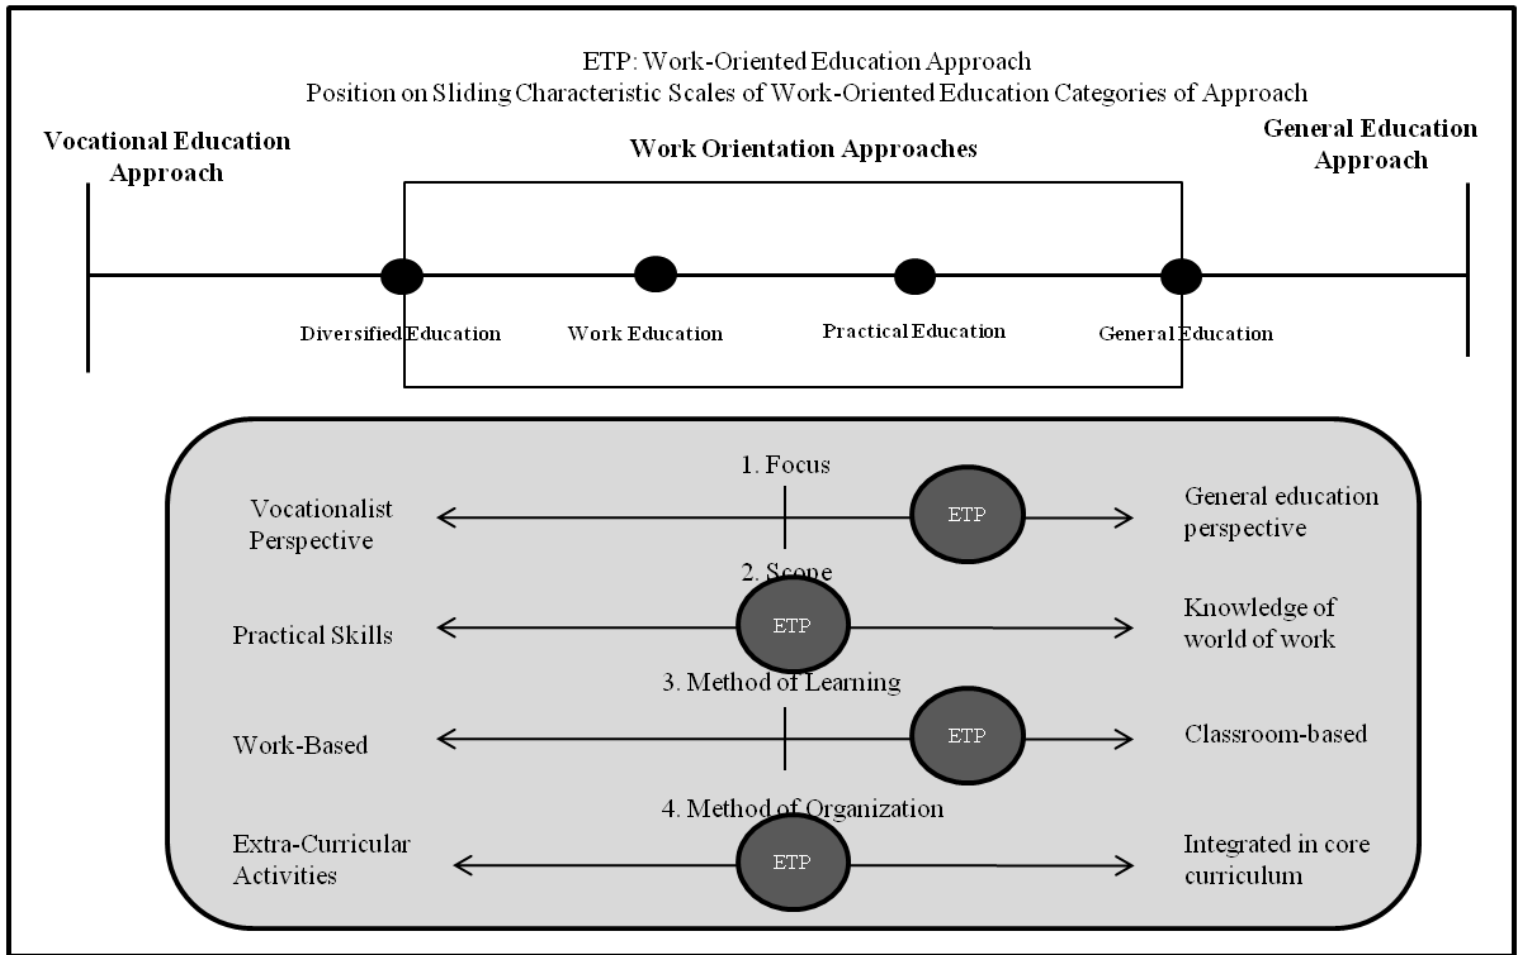 ETP: Work-Oriented Education Approach
Position on Sliding Characteristic Scales of Work-Oriented Education Categories of Approach
Vocational Education
Approach
Work Orientation Approaches
General Education
Approach
Diversified Education
Work Education
Practical Education
General Education
1. Focus
Vocationalist
Perspective
ETP
General education
perspective
2. Scope
Practical Skills
ETP
Knowledge of
world of work
3. Method of Learning
Work-Based
ETP
Classroom-based
4. Method of Organization
Extra-Curricular
Activities
ETP
Integrated in core
curriculum